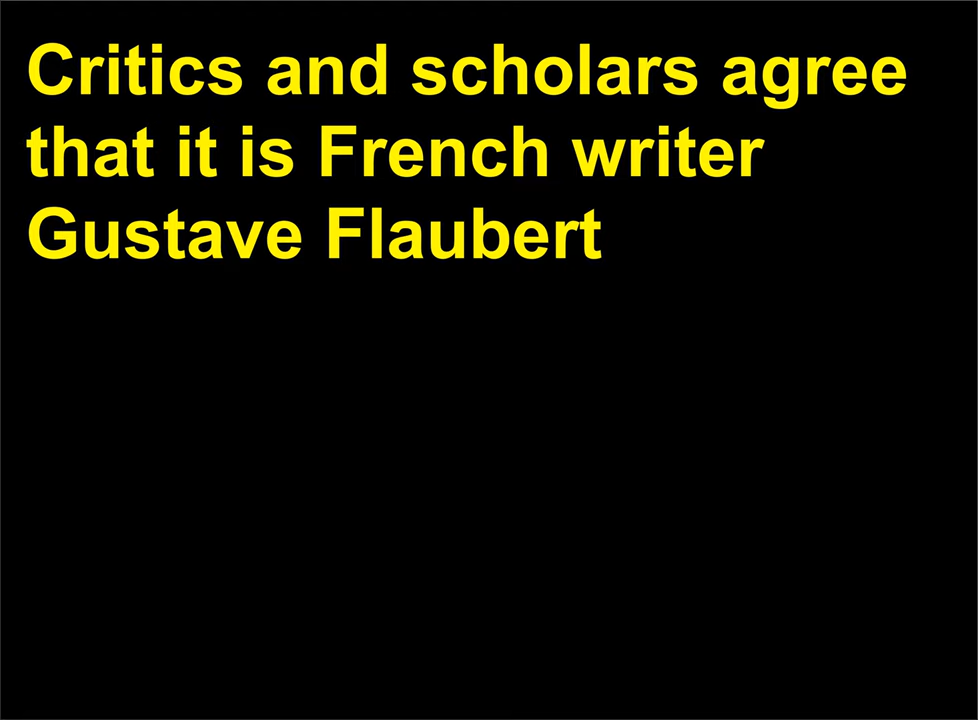 Critics and scholars agree
that it is French writer
Gustave Flaubert